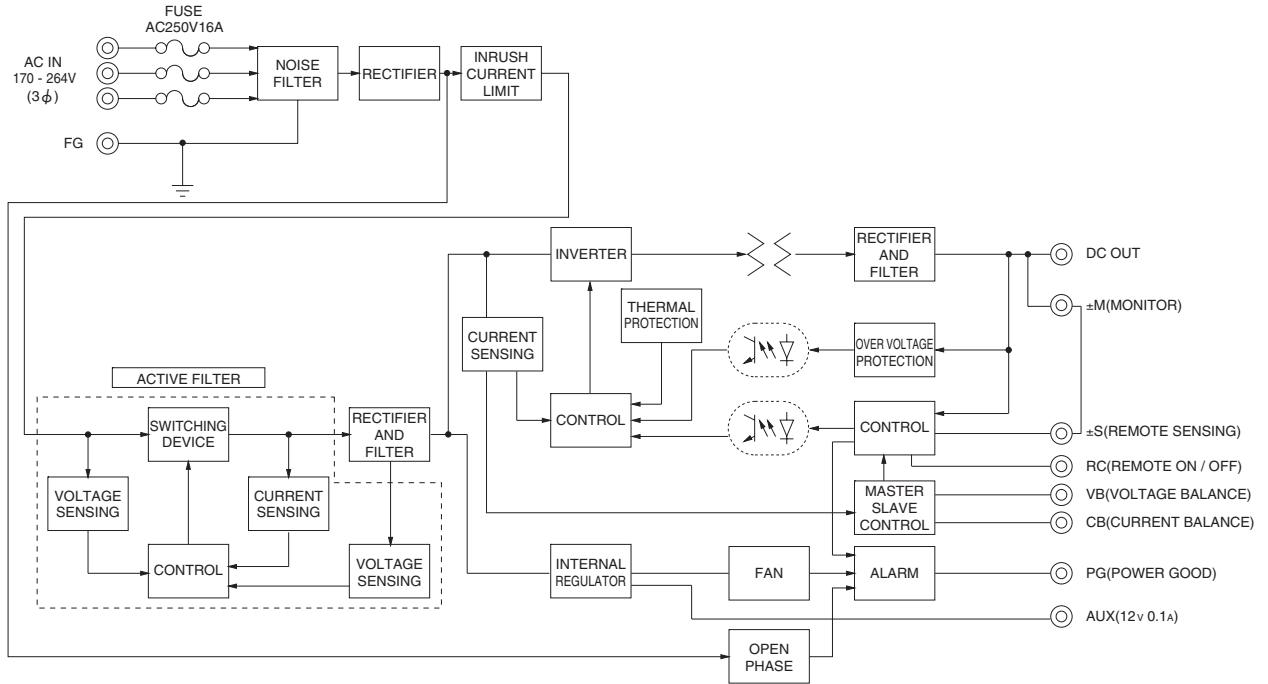 FUSE
AC250V16A
AC IN
170 - 264V
(3ϕ)
NOISE
FILTER
RECTIFIER
INRUSH
CURRENT
LIMIT
FG
INVERTER
RECTIFIER
AND
FILTER
DC OUT
THERMAL
PROTECTION
±M(MONITOR)
CURRENT
SENSING
OVER VOLTAGE
PROTECTION
ACTIVE FILTER
SWITCHING
DEVICE
RECTIFIER
AND
FILTER
CONTROL
CONTROL
±S(REMOTE SENSING)
RC(REMOTE ON / OFF)
VOLTAGE
SENSING
CURRENT
SENSING
MASTER
SLAVE
CONTROL
VB(VOLTAGE BALANCE)
CB(CURRENT BALANCE)
CONTROL
VOLTAGE
SENSING
INTERNAL
REGULATOR
FAN
ALARM
PG(POWER GOOD)
AUX(12V 0.1A)
OPEN
PHASE